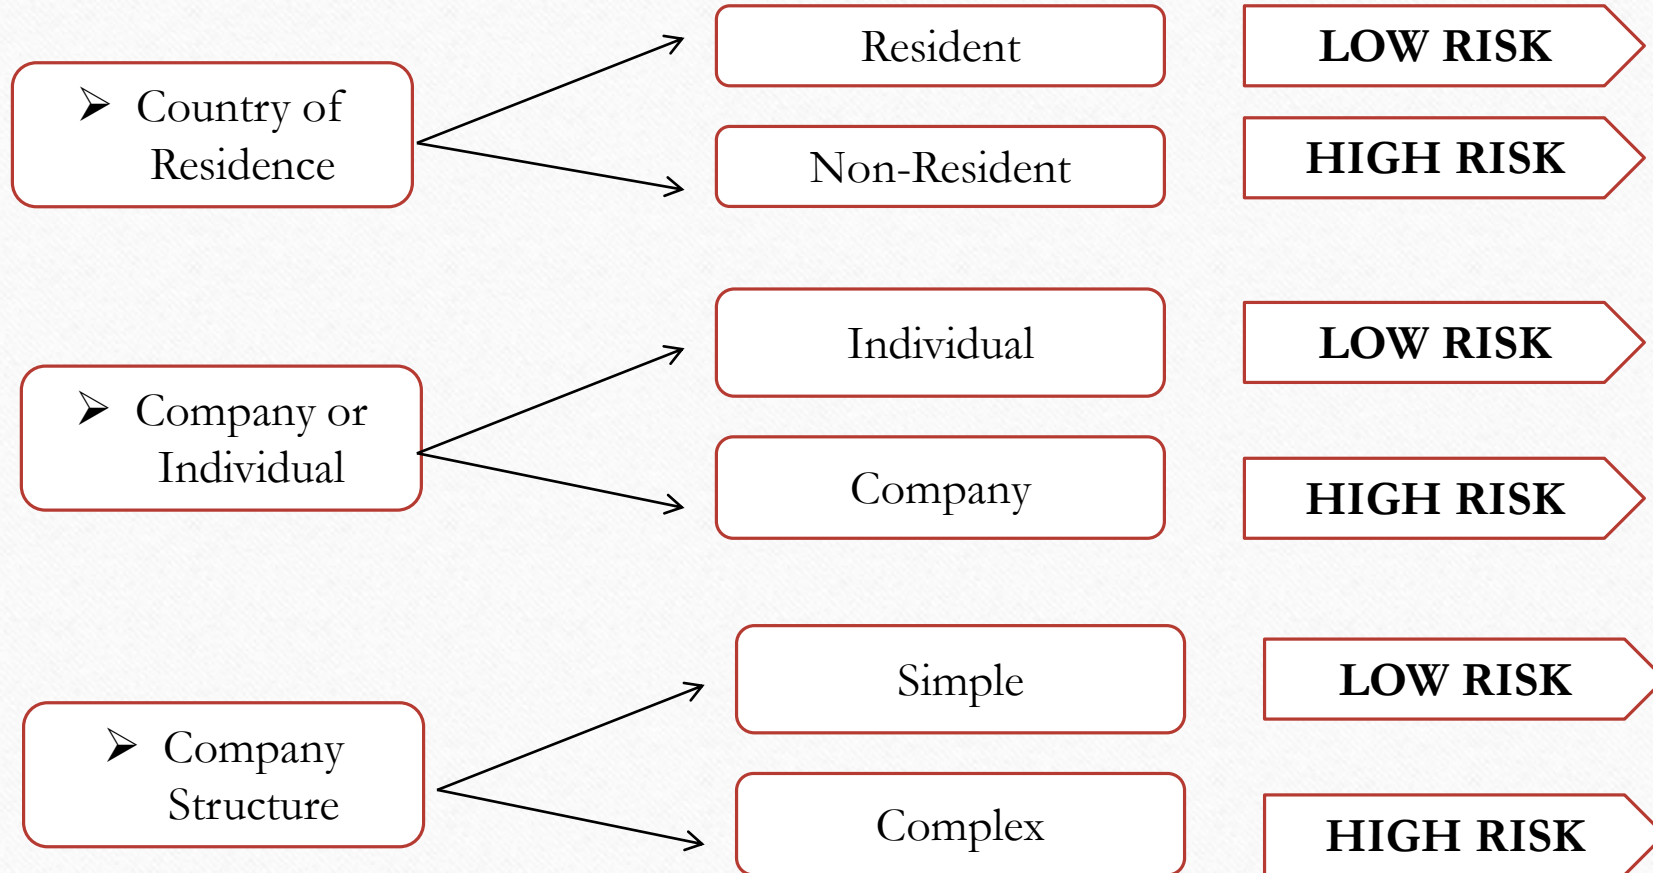 ➢ Country of
Residence
Resident
LOW RISK
Non-Resident
HIGH RISK
➢ Company or
Individual
Individual
LOW RISK
Company
HIGH RISK
➢ Company
Structure
Simple
LOW RISK
Complex
HIGH RISK